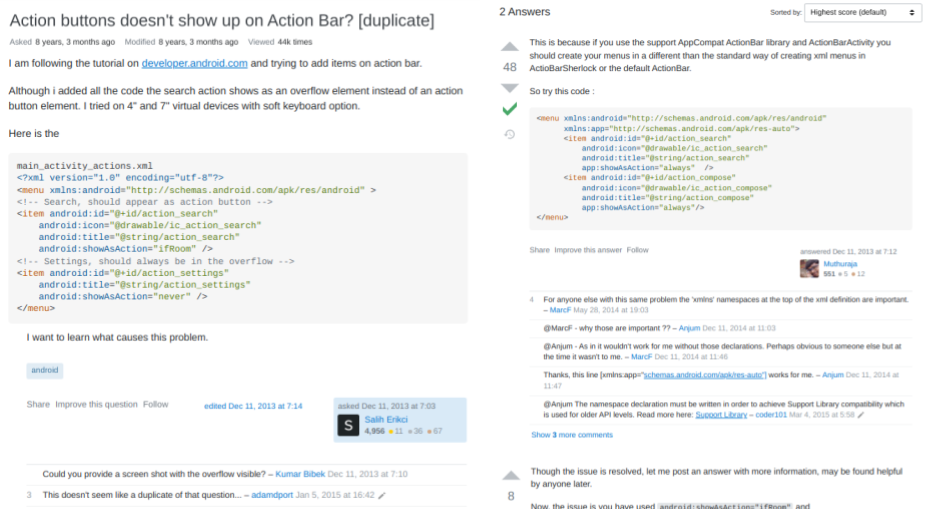 Action buttons doesn't show up on Action Bar? [duplicate]
Asked 8 years, 3 months ago Modified 8 years, 3 months ago Viewed 44k times
I am following the tutorial on developer.android.com and trying to add items on action bar.
Although i added all the code the search action shows as an overflow element instead of an action
button element. I tried on 4" and 7" virtual devices with soft keyboard option.
Here is the
main_activity_actions.xml
<?xml version="1.0" encoding="utf-8"?>
<menu xmlns:android="http://schemas.android.com/apk/res/android" >
<!-- Search, should appear as action button -->
<item android:id="@+id/action_search"
android:icon="@drawable/ic_action_search"
android:title="@string/action_search"
android:showAsAction="ifRoom" />
<!-- Settings, should always be in the overflow -->
<item android:id="@+id/action_settings"
android:title="@string/action_settings"
android:showAsAction="never" />
</menu>
I want to learn what causes this problem.
android
Share Improve this question Follow
edited Dec 11, 2013 at 7:14
asked Dec 11, 2013 at 7:03
S
Salih Erikci
4,956 11 36 67
Could you provide a screen shot with the overflow visible? – Kumar Bibek Dec 11, 2013 at 7:10
3 This doesn't seem like a duplicate of that question... – adamdport Jan 5, 2015 at 16:42
2 Answers
Sorted by: Highest score (default)
48
This is because if you use the support AppCompat ActionBar library and ActionBarActivity you
should create your menus in a different than the standard way of creating xml menus in
ActioBarSherlock or the default ActionBar.
So try this code :
<menu xmlns:android="http://schemas.android.com/apk/res/android"
xmlns:app="http://schemas.android.com/apk/res-auto">
<item android:id="@+id/action_search"
android:icon="@drawable/ic_action_search"
android:title="@string/action_search"
app:showAsAction="always" />
<item android:id="@+id/action_compose"
android:icon="@drawable/ic_action_compose"
android:title="@string/action_compose"
app:showAsAction="always"/>
</menu>
Share Improve this answer Follow
answered Dec 11, 2013 at 7:12
Muthuraja
551 5 12
4 For anyone else with this same problem the 'xmlns' namespaces at the top of the xml definition are important.
– MarcF May 28, 2014 at 19:03
@MarcF - why those are important ?? – Anjum Dec 11, 2014 at 11:03
@Anjum - As in it wouldn't work for me without those declarations. Perhaps obvious to someone else but at
the time it wasn't to me. – MarcF Dec 11, 2014 at 11:46
Thanks, this line [xmlns:app="schemas.android.com/apk/res-auto"] works for me. – Anjum Dec 11, 2014 at
11:47
@Anjum The namespace declaration must be written in order to achieve Support Library compatibility which
is used for older API levels. Read more here: Support Library – coder101 Mar 4, 2015 at 5:58
Show 3 more comments
8
Though the issue is resolved, let me post an answer with more information, may be found helpful
by anyone later.
Now, the issue is you have used android:showAsAction="ifRoom" and